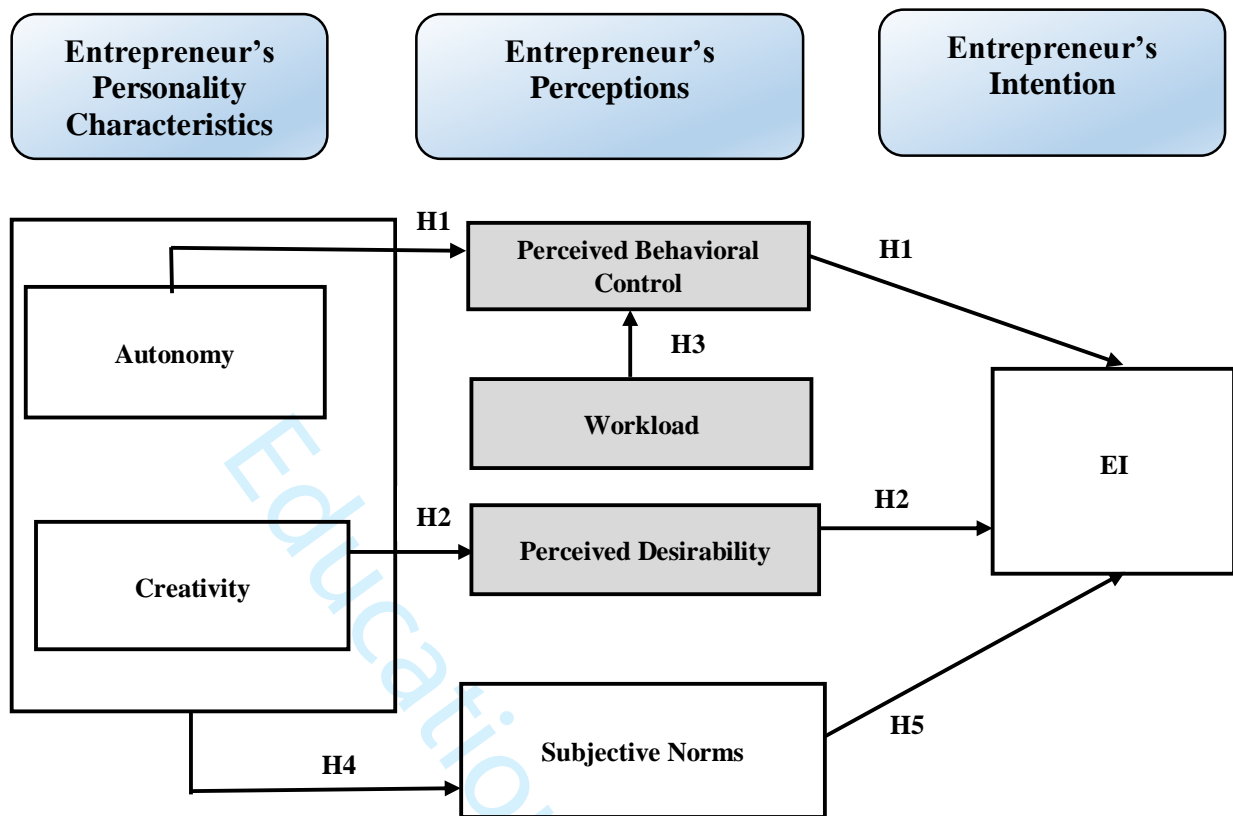 Entrepreneur's
Personality
Characteristics
Entrepreneur's
Perceptions
Entrepreneur's
Intention
H1
Perceived Behavioral
Control
H1
Autonomy
H3
Workload
EI
H2
Perceived Desirability
H2
Creativity
Subjective Norms
H5
H4
Education